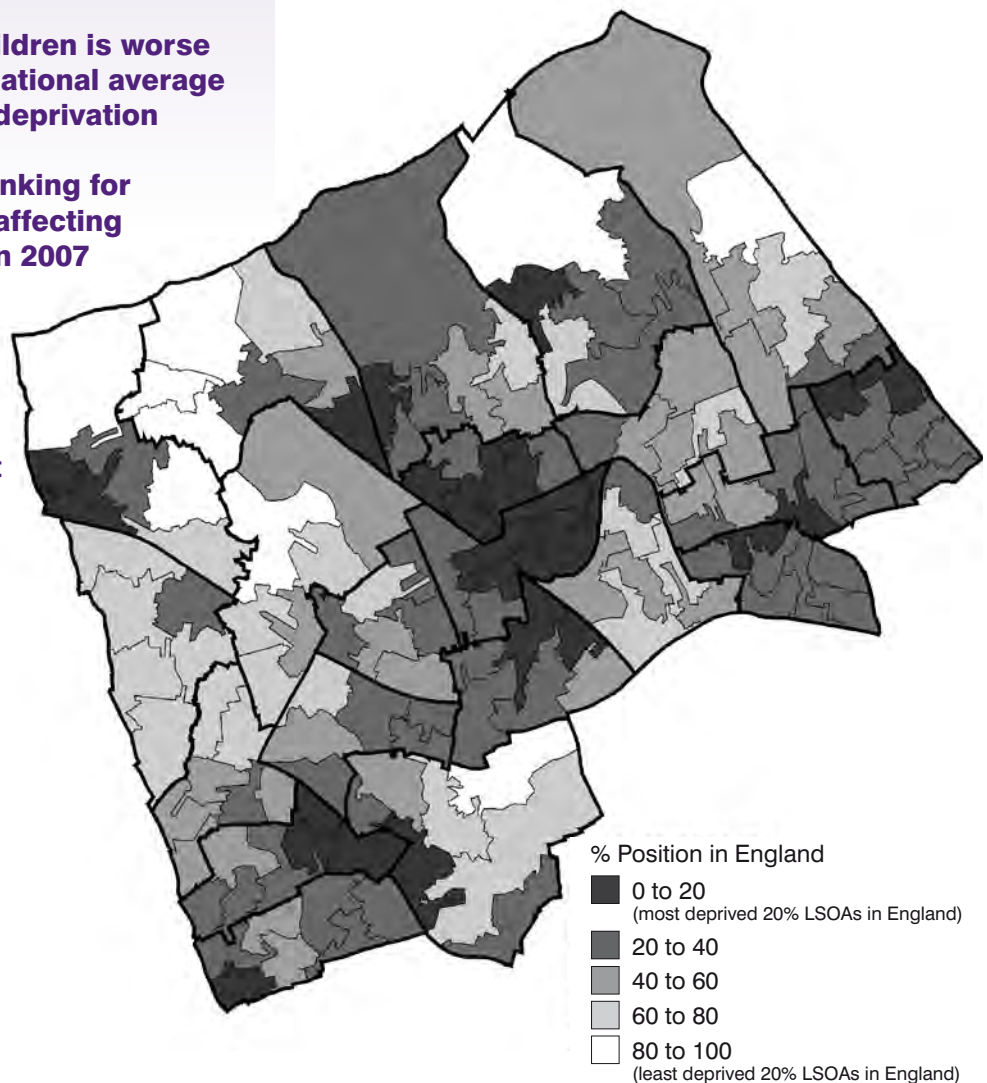 ldren is worse
ational average
deprivation
nking for
affecting
n 2007
% Position in England
0 to 20
(most deprived 20% LSOAs in England)
20 to 40
40 to 60
60 to 80
80 to 100
(least deprived 20% LSOAs in England)